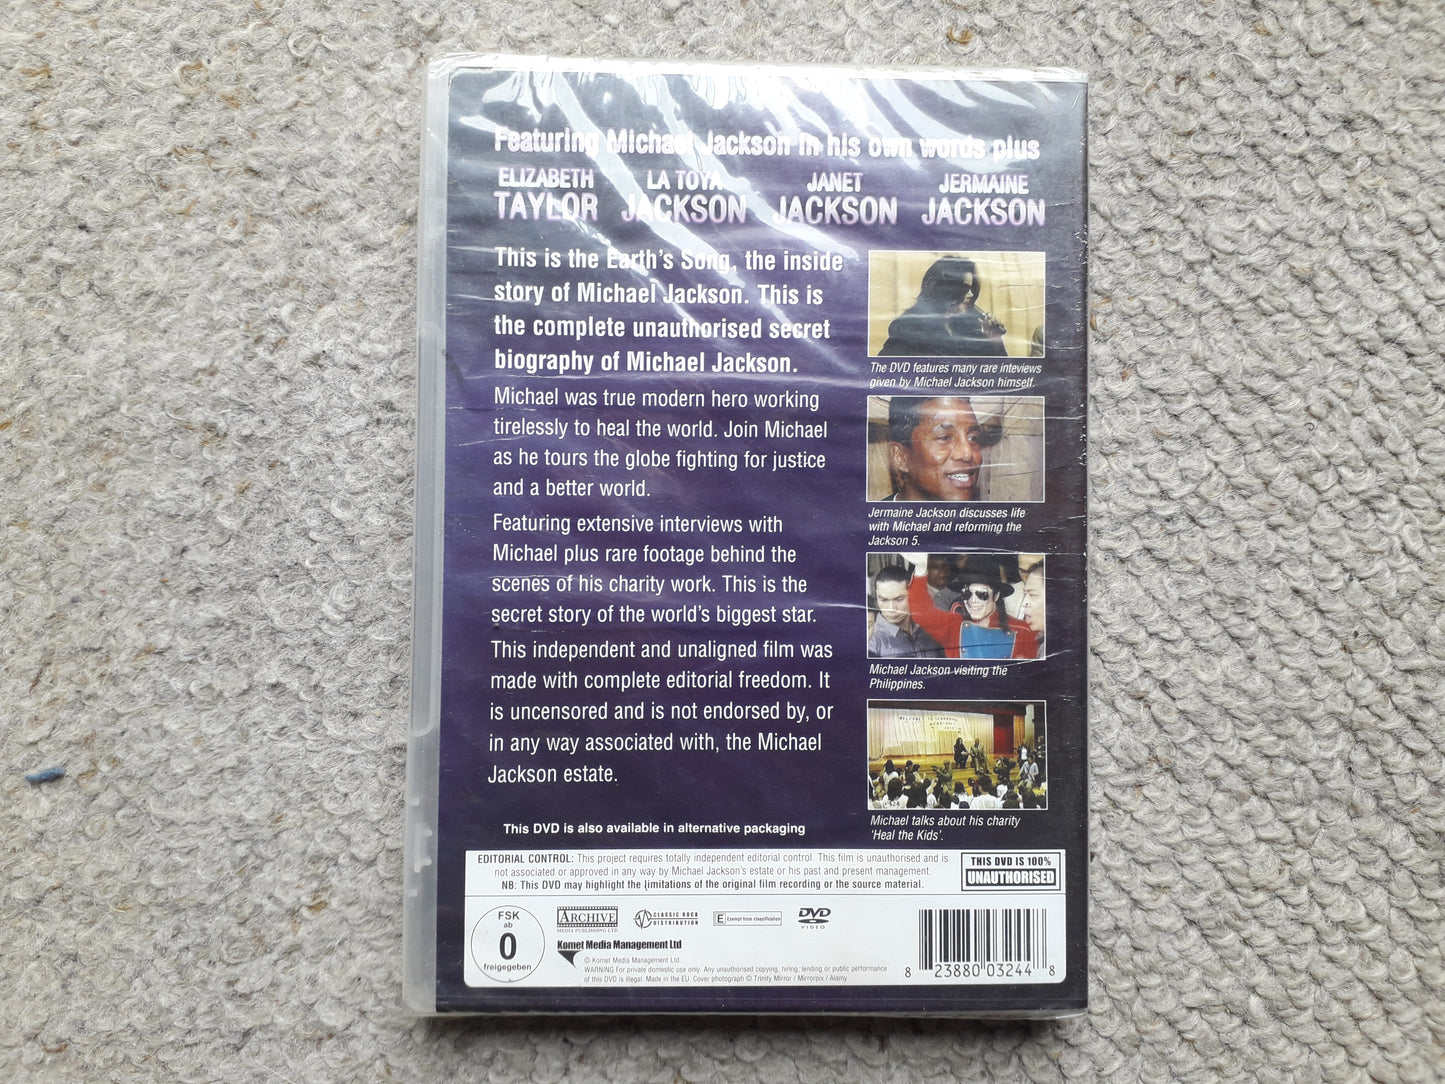 Featuring Michael Jackson in his own words plus
ELIZABETH TAYLOR
LA TOYA JACKSON
JANET JACKSON
JERMAINE JACKSON
This is the Earth's Song, the inside
story of Michael Jackson. This is
the complete unauthorised secret
biography of Michael Jackson.
Michael was true modern hero working
tirelessly to heal the world. Join Michael
as he tours the globe fighting for justice
and a better world.
Featuring extensive interviews with
Michael plus rare footage behind the
scenes of his charity work. This is the
secret story of the world's biggest star.
This independent and unaligned film was
made with complete editorial freedom. It
is uncensored and is not endorsed by, or
in any way associated with, the Michael
Jackson estate.
This DVD is also available in alternative packaging
The DVD features many rare inteviews
given by Michael Jackson himself.
Jermaine Jackson discusses life
with Michael and reforming the
Jackson 5.
Michael Jackson visiting the
Philippines.
WELCOME TO
Michael talks about his charity
'Heal the Kids'.
EDITORIAL CONTROL: This project requires totally independent editorial control. This film is unauthorised and is
not associated or approved in any way by Michael Jackson's estate or his past and present management.
NB: This DVD may highlight the limitations of the original film recording or the source material.
THIS DVD IS 100%
UNAUTHORISED
FSK
ab
0
freigegeben
ARCHIVE
MEDIA PUBLISHING LTD
CLASSIC ROCK
DISTRIBUTION
E Exempt from classification
DVD
VIDEO
Komet Media Management Ltd
© Komet Media Management Ltd.
WARNING For private domestic use only. Any unauthorised copying, hiring, lending or public performance
of this DVD is illegal. Made in the EU. Cover photograph © Trinity Mirror / Mirrorpix / Alamy
8 23880 03244 8